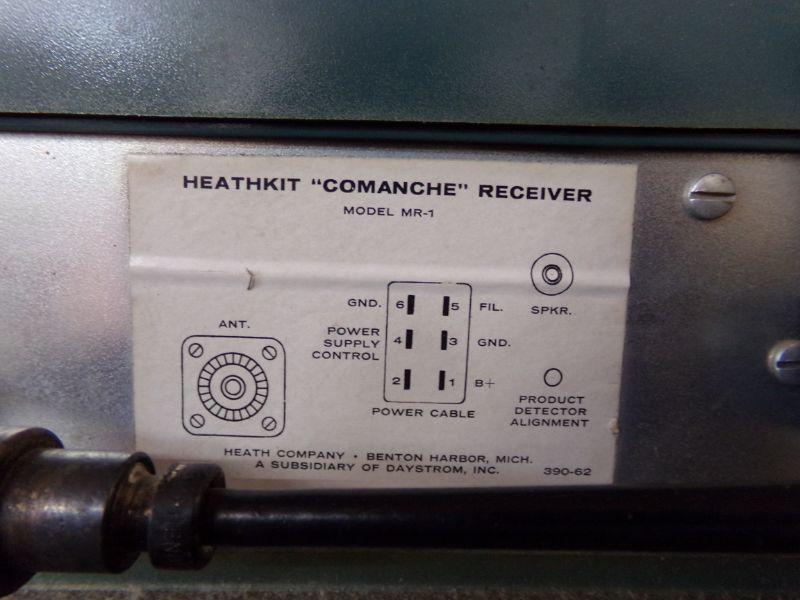 HEATHKIT "COMANCHE" RECEIVER
MODEL MR-1
GND. 6 5 FIL.
SPKR.
ANT.
POWER SUPPLY CONTROL
4 3 GND.
2 1 B+
POWER CABLE
PRODUCT
DETECTOR
ALIGNMENT
HEATH COMPANY · BENTON HARBOR, MICH.
A SUBSIDIARY OF DAYSTROM, INC. 390-62